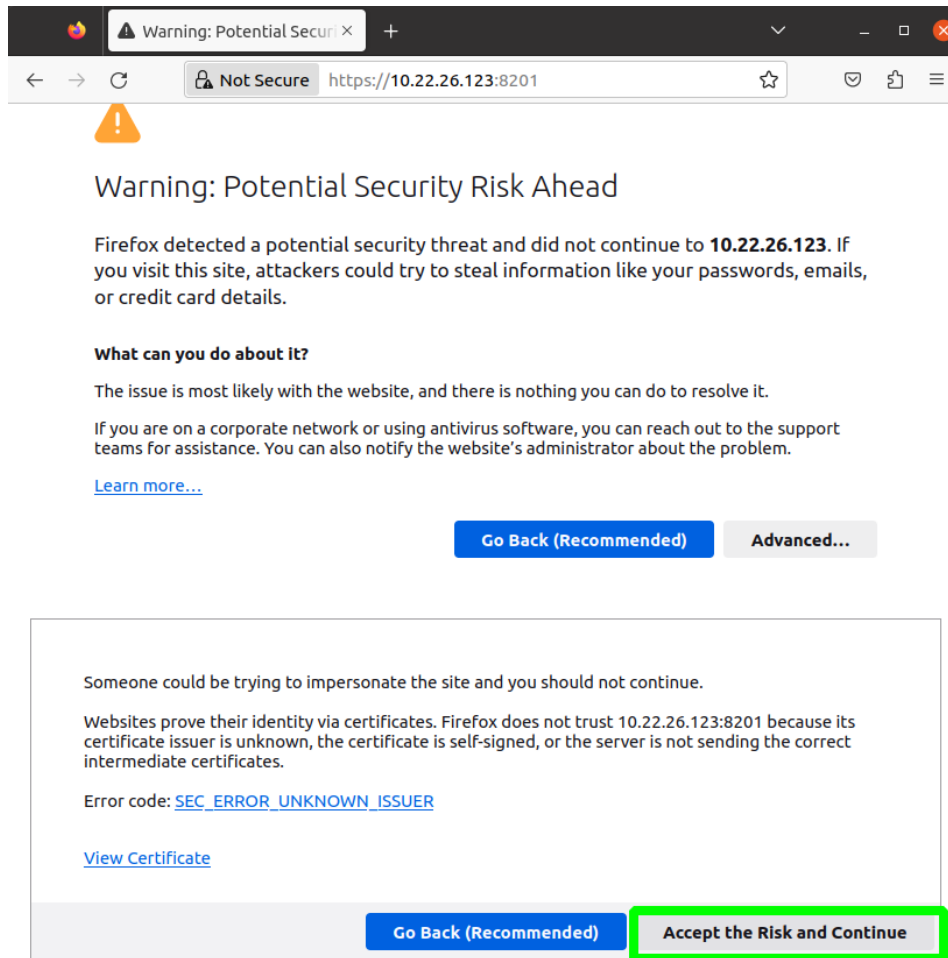 Warning: Potential Securi
Not Secure https://10.22.26.123:8201
Warning: Potential Security Risk Ahead
Firefox detected a potential security threat and did not continue to 10.22.26.123. If
you visit this site, attackers could try to steal information like your passwords, emails,
or credit card details.
What can you do about it?
The issue is most likely with the website, and there is nothing you can do to resolve it.
If you are on a corporate network or using antivirus software, you can reach out to the support
teams for assistance. You can also notify the website's administrator about the problem.
Learn more…
Go Back (Recommended) Advanced...
Someone could be trying to impersonate the site and you should not continue.
Websites prove their identity via certificates. Firefox does not trust 10.22.26.123:8201 because its
certificate issuer is unknown, the certificate is self-signed, or the server is not sending the correct
intermediate certificates.
Error code: SEC_ERROR_UNKNOWN_ISSUER
View Certificate
Go Back (Recommended) Accept the Risk and Continue